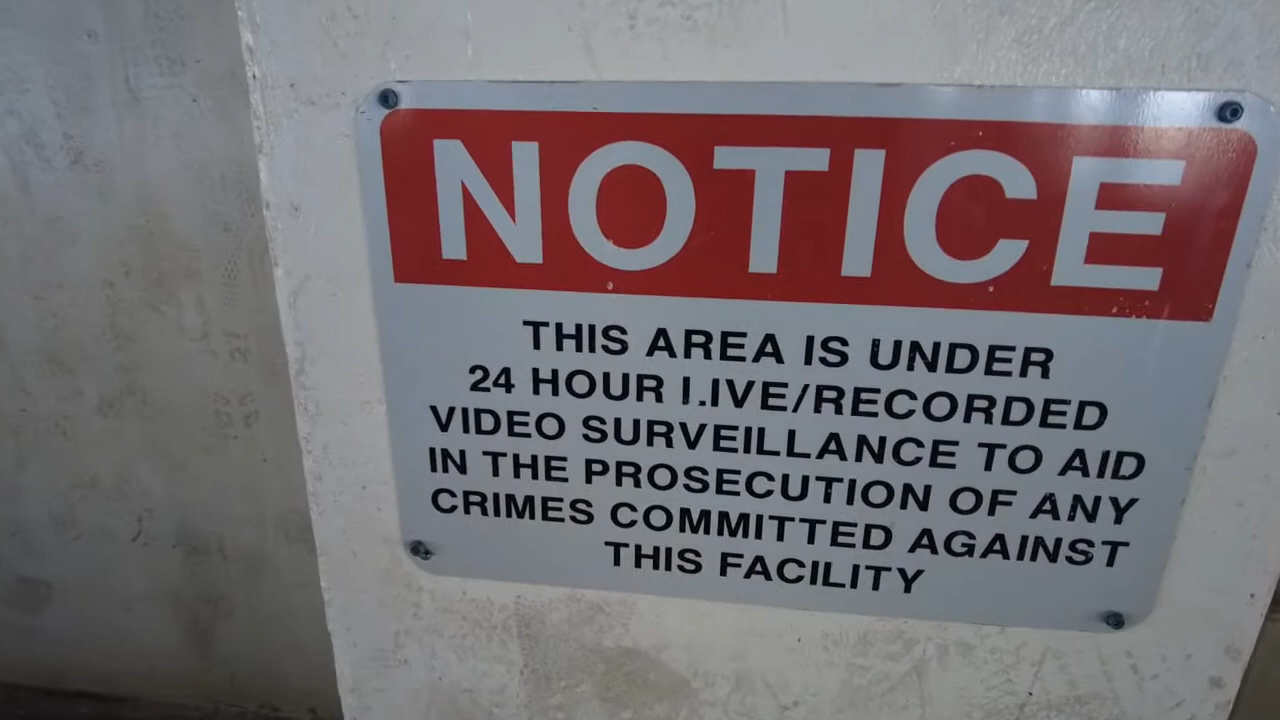 NOTICE
THIS AREA IS UNDER
24 HOUR LIVE/RECORDED
VIDEO SURVEILLANCE TO AID
IN THE PROSECUTION OF ANY
CRIMES COMMITTED AGAINST
THIS FACILITY